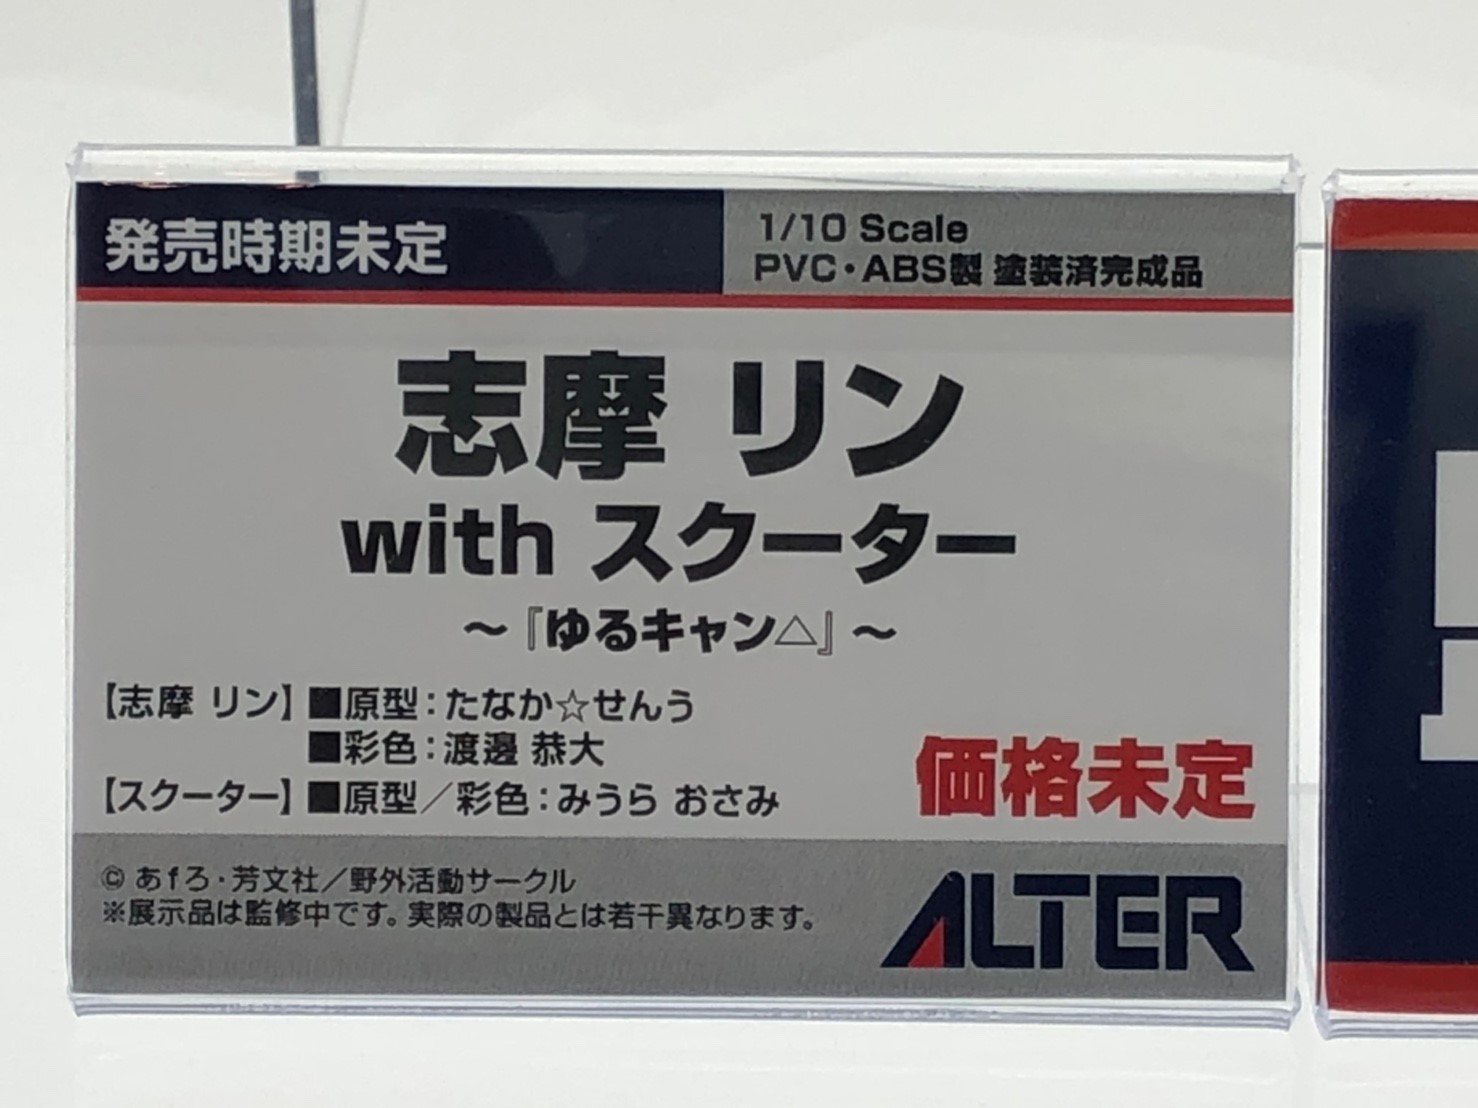 発売時期未定
1/10 Scale
PVC・ABS製 塗装済完成品
志摩 リン
with スクーター
～『ゆるキャン△』～
【志摩 リン】■原型：たなか☆せんう
■彩色：渡邊 恭大
【スクーター】■原型／彩色：みうら おさみ
価格未定
© あfろ・芳文社／野外活動サークル
※展示品は監修中です。実際の製品とは若干異なります。
ALTER